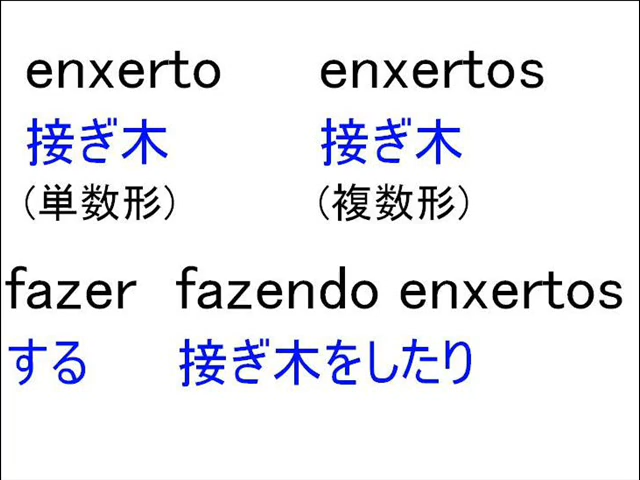 enxerto enxertos
接ぎ木 接ぎ木
(単数形) (複数形)
fazer fazendo enxertos
する 接ぎ木をしたり